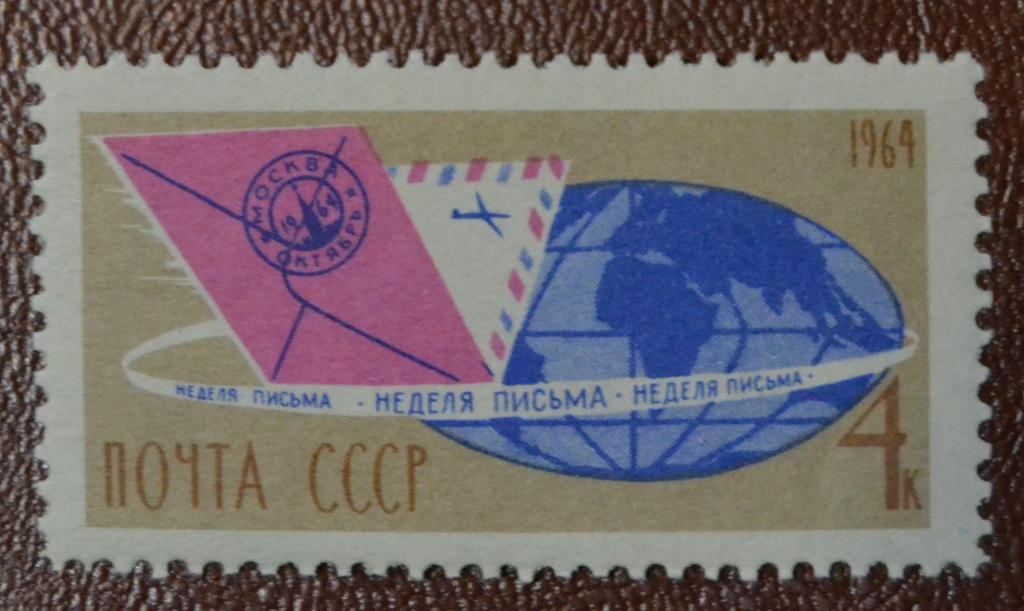 1964
МОСКВА
1964
ОКТЯБРЬ
НЕДЕЛЯ ПИСЬМА · НЕДЕЛЯ ПИСЬМА · НЕДЕЛЯ ПИСЬМА ·
ПОЧТА СССР
4к